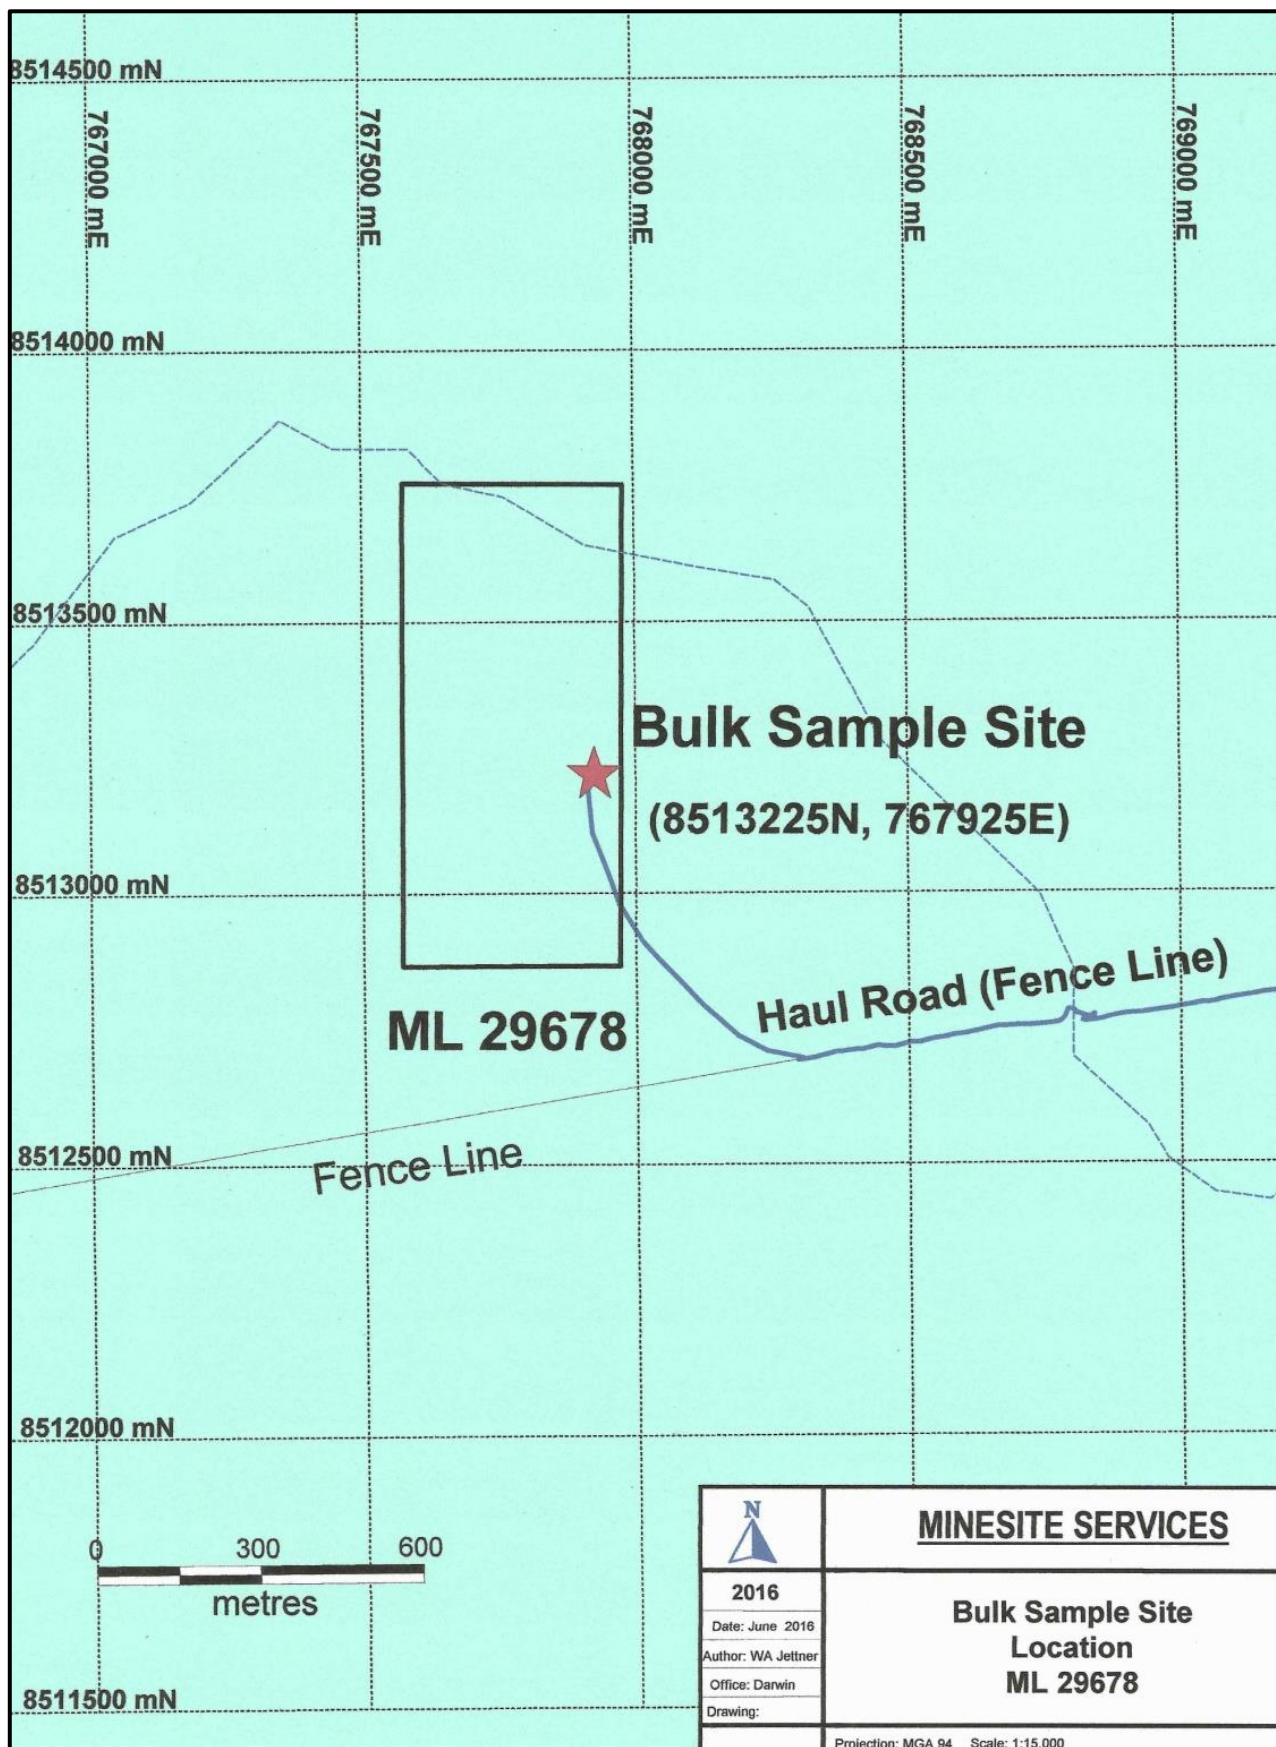 8514500 mN
767000 mE
767500 mE
768000 mE
768500 mE
769000 mE
8514000 mN
8513500 mN
Bulk Sample Site
(8513225N, 767925E)
8513000 mN
Haul Road (Fence Line)
ML 29678
8512500 mN
Fence Line
8512000 mN
0 300 600
metres
8511500 mN
N
MINESITE SERVICES
2016
Date: June 2016
Author: WA Jettner
Office: Darwin
Drawing:
Bulk Sample Site
Location
ML 29678
Projection: MGA 94 Scale: 1:15,000